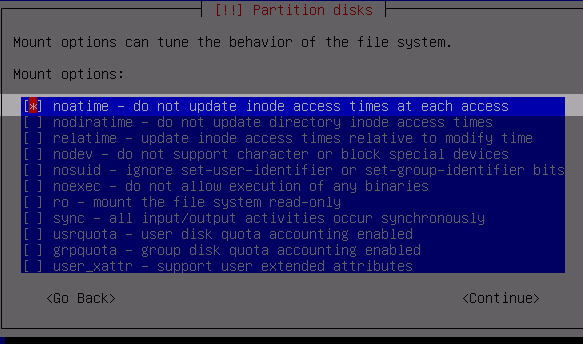 [!!] Partition disks
Mount options can tune the behavior of the file system.
Mount options:
[*] noatime - do not update inode access times at each access
[ ] nodiratime - do not update directory inode access times
[ ] relatime - update inode access times relative to modify time
[ ] nodev - do not support character or block special devices
[ ] nosuid - ignore set-user-identifier or set-group-identifier bits
[ ] noexec - do not allow execution of any binaries
[ ] ro - mount the file system read-only
[ ] sync - all input/output activities occur synchronously
[ ] usrquota - user disk quota accounting enabled
[ ] grpquota - group disk quota accounting enabled
[ ] user_xattr - support user extended attributes
<Go Back> <Continue>